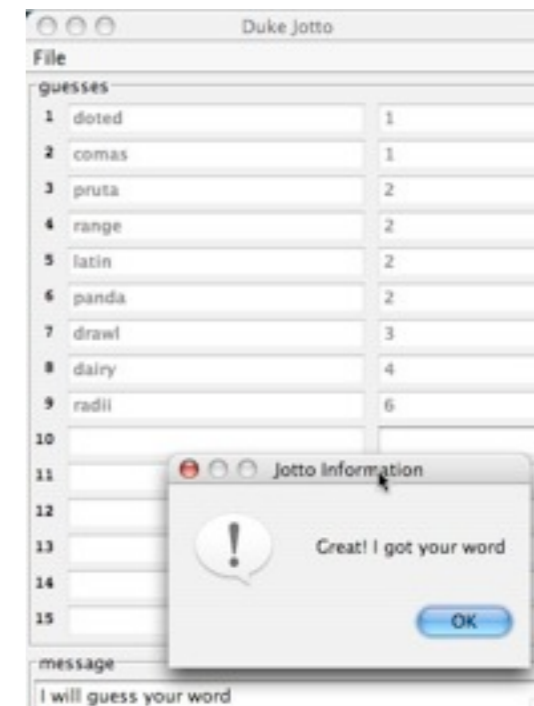 Duke Jotto
File
guesses
1 doted 1
2 comas 1
3 pruta 2
4 range 2
5 latin 2
6 panda 2
7 drawl 3
8 dairy 4
9 radii 6
10
11
12
13
14
15
Jotto Information
!
Great! I got your word
OK
message
I will guess your word